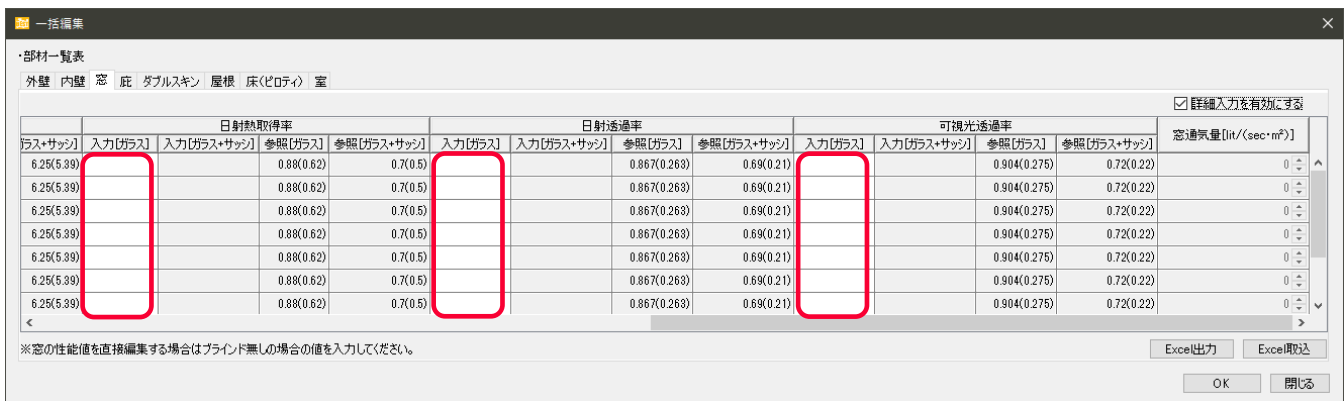 一括編集
・部材一覧表
外壁 内壁 窓 庇 ダブルスキン 屋根 床(ピロティ) 室
詳細入力を有効にする
日射熱取得率 日射透過率 可視光透過率 窓通気量[lit/(sec・m²)]
ガラス+サッシ] 入力[ガラス] 入力[ガラス+サッシ] 参照[ガラス] 参照[ガラス+サッシ] 入力[ガラス] 入力[ガラス+サッシ] 参照[ガラス] 参照[ガラス+サッシ] 入力[ガラス] 入力[ガラス+サッシ] 参照[ガラス] 参照[ガラス+サッシ]
6.25(5.39) 0.88(0.62) 0.7(0.5) 0.867(0.263) 0.69(0.21) 0.904(0.275) 0.72(0.22) 0
6.25(5.39) 0.88(0.62) 0.7(0.5) 0.867(0.263) 0.69(0.21) 0.904(0.275) 0.72(0.22) 0
6.25(5.39) 0.88(0.62) 0.7(0.5) 0.867(0.263) 0.69(0.21) 0.904(0.275) 0.72(0.22) 0
6.25(5.39) 0.88(0.62) 0.7(0.5) 0.867(0.263) 0.69(0.21) 0.904(0.275) 0.72(0.22) 0
6.25(5.39) 0.88(0.62) 0.7(0.5) 0.867(0.263) 0.69(0.21) 0.904(0.275) 0.72(0.22) 0
6.25(5.39) 0.88(0.62) 0.7(0.5) 0.867(0.263) 0.69(0.21) 0.904(0.275) 0.72(0.22) 0
6.25(5.39) 0.88(0.62) 0.7(0.5) 0.867(0.263) 0.69(0.21) 0.904(0.275) 0.72(0.22) 0
※窓の性能値を直接編集する場合はブラインド無しの場合の値を入力してください。 Excel出力 Excel取込
OK 閉じる